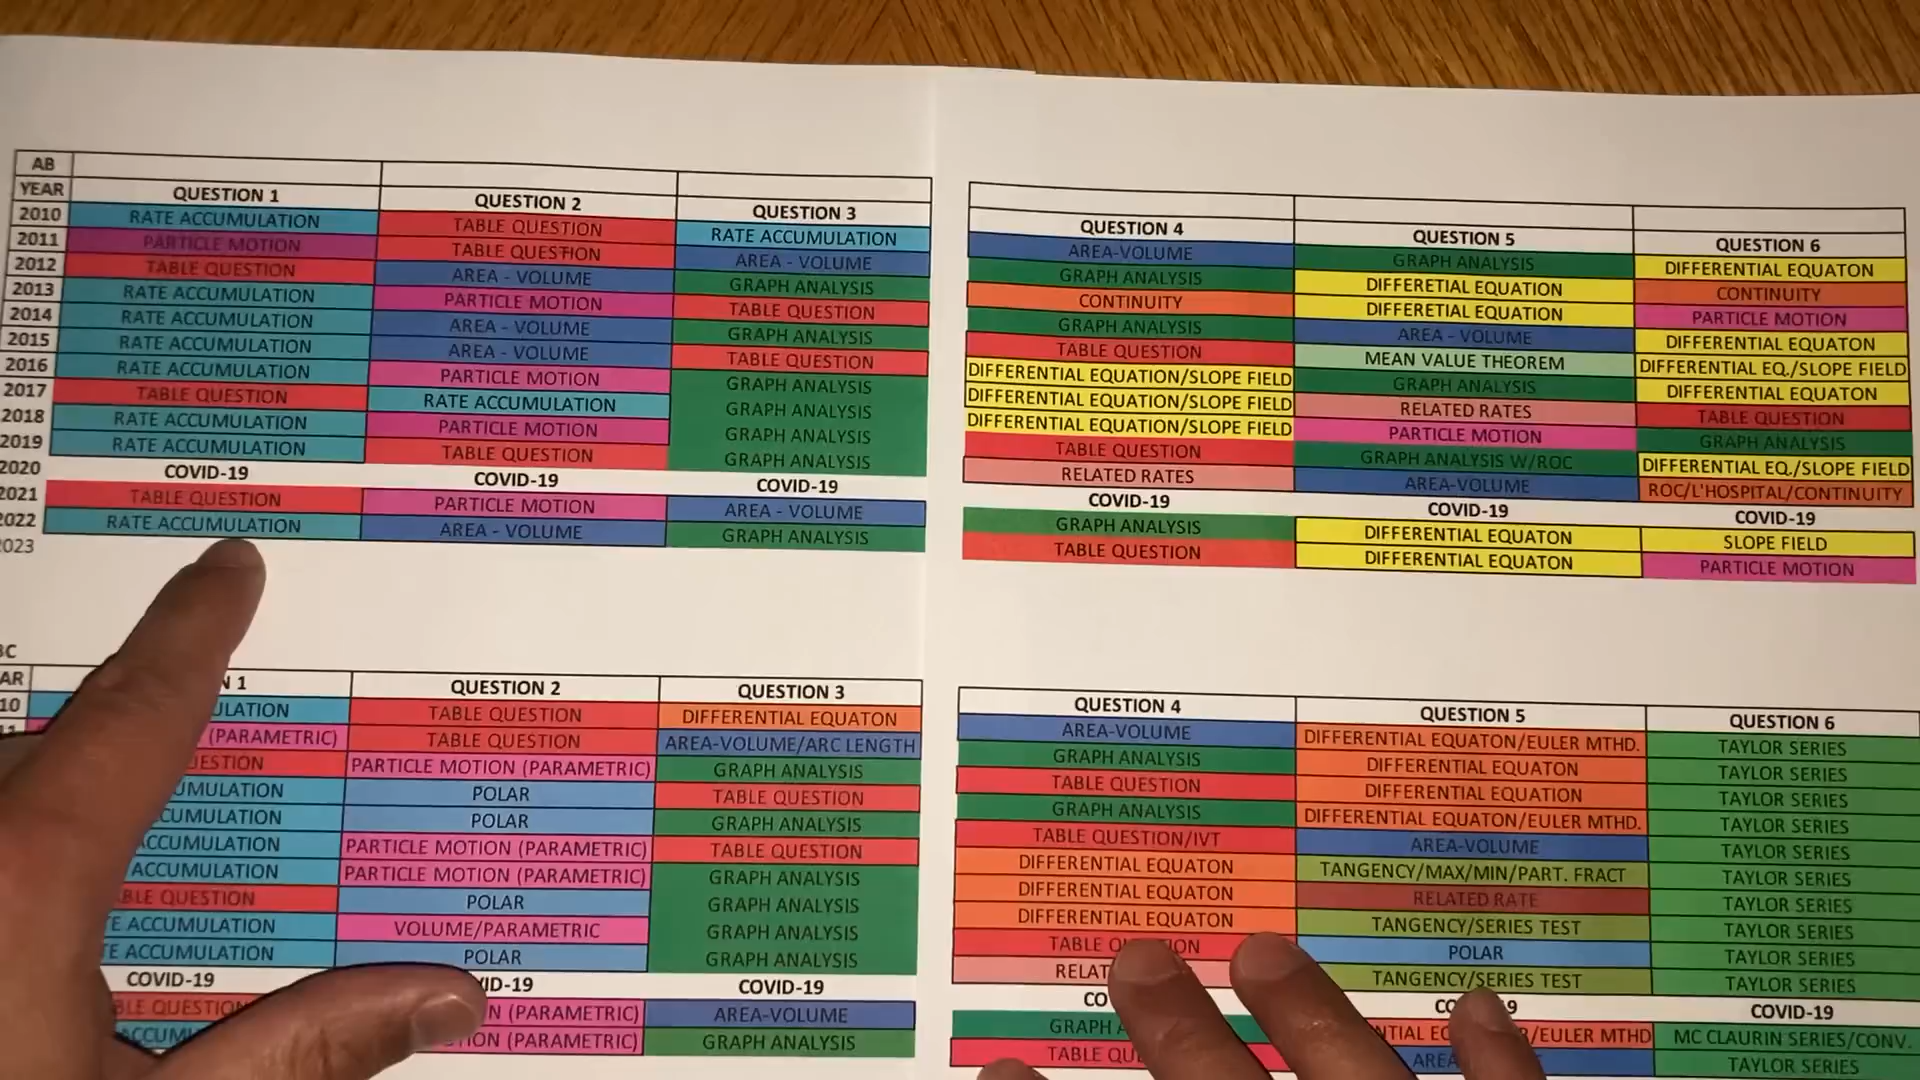 AB
YEAR QUESTION 1 QUESTION 2 QUESTION 3
2010 RATE ACCUMULATION TABLE QUESTION RATE ACCUMULATION
2011 PARTICLE MOTION TABLE QUESTION AREA - VOLUME
2012 TABLE QUESTION AREA - VOLUME GRAPH ANALYSIS
2013 RATE ACCUMULATION PARTICLE MOTION TABLE QUESTION
2014 RATE ACCUMULATION AREA - VOLUME GRAPH ANALYSIS
2015 RATE ACCUMULATION AREA - VOLUME TABLE QUESTION
2016 RATE ACCUMULATION PARTICLE MOTION GRAPH ANALYSIS
2017 TABLE QUESTION RATE ACCUMULATION GRAPH ANALYSIS
2018 RATE ACCUMULATION PARTICLE MOTION GRAPH ANALYSIS
2019 RATE ACCUMULATION TABLE QUESTION GRAPH ANALYSIS
2020 COVID-19 COVID-19 COVID-19
2021 TABLE QUESTION PARTICLE MOTION AREA - VOLUME
2022 RATE ACCUMULATION AREA - VOLUME GRAPH ANALYSIS
2023
QUESTION 4 QUESTION 5 QUESTION 6
AREA-VOLUME GRAPH ANALYSIS DIFFERENTIAL EQUATON
GRAPH ANALYSIS DIFFERETIAL EQUATION CONTINUITY
CONTINUITY DIFFERETIAL EQUATION PARTICLE MOTION
GRAPH ANALYSIS AREA - VOLUME DIFFERENTIAL EQUATON
TABLE QUESTION MEAN VALUE THEOREM DIFFERENTIAL EQ./SLOPE FIELD
DIFFERENTIAL EQUATION/SLOPE FIELD GRAPH ANALYSIS DIFFERENTIAL EQUATON
DIFFERENTIAL EQUATION/SLOPE FIELD RELATED RATES TABLE QUESTION
DIFFERENTIAL EQUATION/SLOPE FIELD PARTICLE MOTION GRAPH ANALYSIS
TABLE QUESTION GRAPH ANALYSIS W/ROC DIFFERENTIAL EQ./SLOPE FIELD
RELATED RATES AREA-VOLUME ROC/L'HOSPITAL/CONTINUITY
COVID-19 COVID-19 COVID-19
GRAPH ANALYSIS DIFFERENTIAL EQUATON SLOPE FIELD
TABLE QUESTION DIFFERENTIAL EQUATON PARTICLE MOTION
1 QUESTION 2 QUESTION 3
TABLE QUESTION DIFFERENTIAL EQUATON
(PARAMETRIC) TABLE QUESTION AREA-VOLUME/ARC LENGTH
PARTICLE MOTION (PARAMETRIC) GRAPH ANALYSIS
POLAR TABLE QUESTION
POLAR GRAPH ANALYSIS
PARTICLE MOTION (PARAMETRIC) TABLE QUESTION
ACCUMULATION PARTICLE MOTION (PARAMETRIC) GRAPH ANALYSIS
QUESTION POLAR GRAPH ANALYSIS
ACCUMULATION VOLUME/PARAMETRIC GRAPH ANALYSIS
ACCUMULATION POLAR GRAPH ANALYSIS
COVID-19 COVID-19
(PARAMETRIC) AREA-VOLUME
(PARAMETRIC) GRAPH ANALYSIS
QUESTION 4 QUESTION 5 QUESTION 6
AREA-VOLUME DIFFERENTIAL EQUATON/EULER MTHD. TAYLOR SERIES
GRAPH ANALYSIS DIFFERENTIAL EQUATON TAYLOR SERIES
TABLE QUESTION DIFFERENTIAL EQUATION TAYLOR SERIES
GRAPH ANALYSIS DIFFERENTIAL EQUATON/EULER MTHD. TAYLOR SERIES
TABLE QUESTION/IVT AREA-VOLUME TAYLOR SERIES
DIFFERENTIAL EQUATON TANGENCY/MAX/MIN/PART. FRACT TAYLOR SERIES
DIFFERENTIAL EQUATON RELATED RATE TAYLOR SERIES
DIFFERENTIAL EQUATON TANGENCY/SERIES TEST TAYLOR SERIES
TABLE POLAR TAYLOR SERIES
TANGENCY/SERIES TEST TAYLOR SERIES
COVID-19
GRAPH MTHD MC CLAURIN SERIES/CONV.
TABLE TAYLOR SERIES